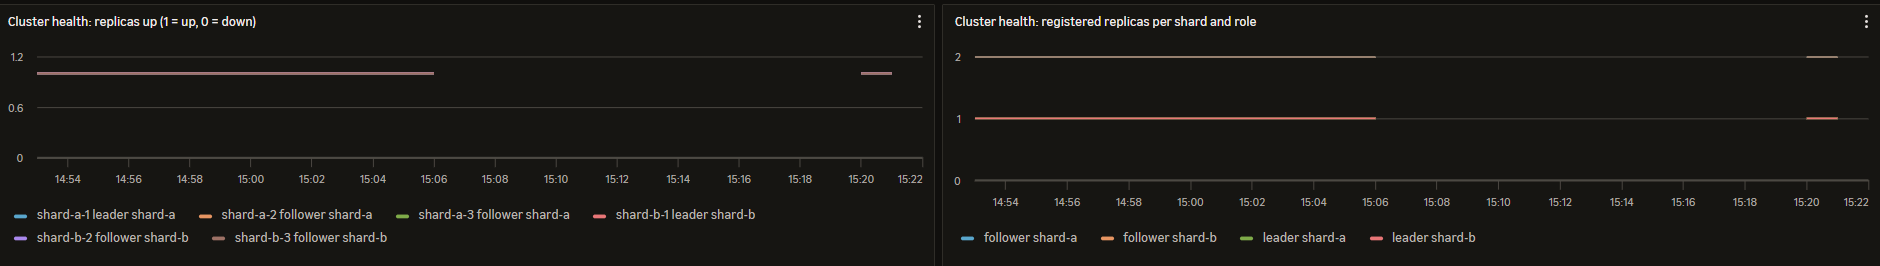 Cluster health: replicas up (1 = up, 0 = down)
1.2
0.6
0
14:54 14:56 14:58 15:00 15:02 15:04 15:06 15:08 15:10 15:12 15:14 15:16 15:18 15:20 15:22
shard-a-1 leader shard-a shard-a-2 follower shard-a shard-a-3 follower shard-a shard-b-1 leader shard-b
shard-b-2 follower shard-b shard-b-3 follower shard-b
Cluster health: registered replicas per shard and role
2
1
0
14:54 14:56 14:58 15:00 15:02 15:04 15:06 15:08 15:10 15:12 15:14 15:16 15:18 15:20 15:22
follower shard-a follower shard-b leader shard-a leader shard-b